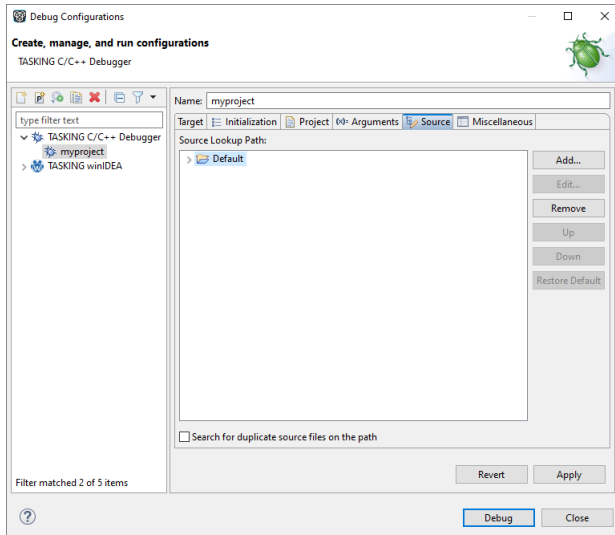 Debug Configurations
Create, manage, and run configurations
TASKING C/C++ Debugger
type filter text
TASKING C/C++ Debugger
myproject
TASKING winIDEA
Filter matched 2 of 5 items
Name: myproject
Target Initialization Project (x)= Arguments Source Miscellaneous
Source Lookup Path:
Default
Add...
Edit...
Remove
Up
Down
Restore Default
Search for duplicate source files on the path
Revert Apply
Debug Close